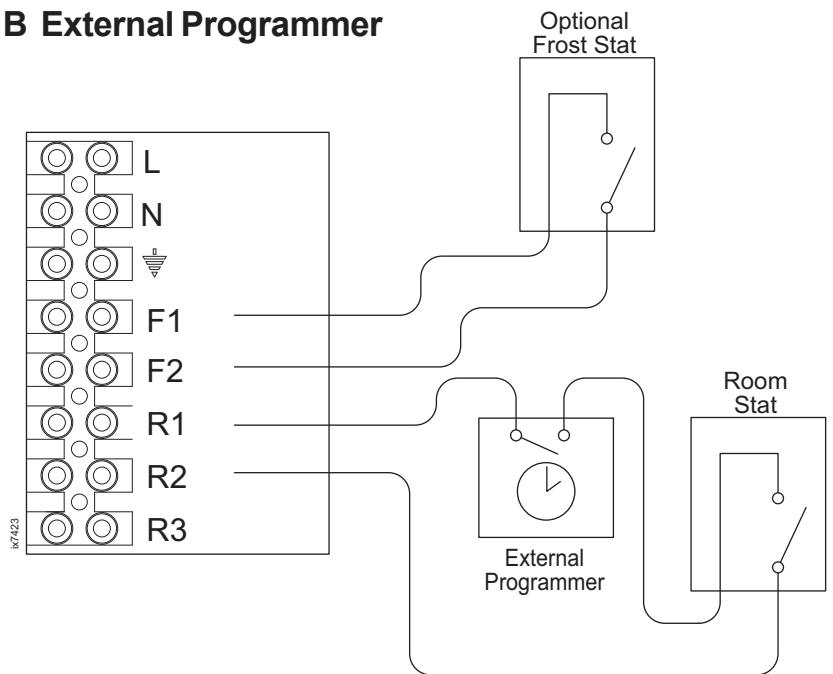 B External Programmer
Optional
Frost Stat
L
N
F1
F2
R1
R2
R3
Room
Stat
External
Programmer
ix7423